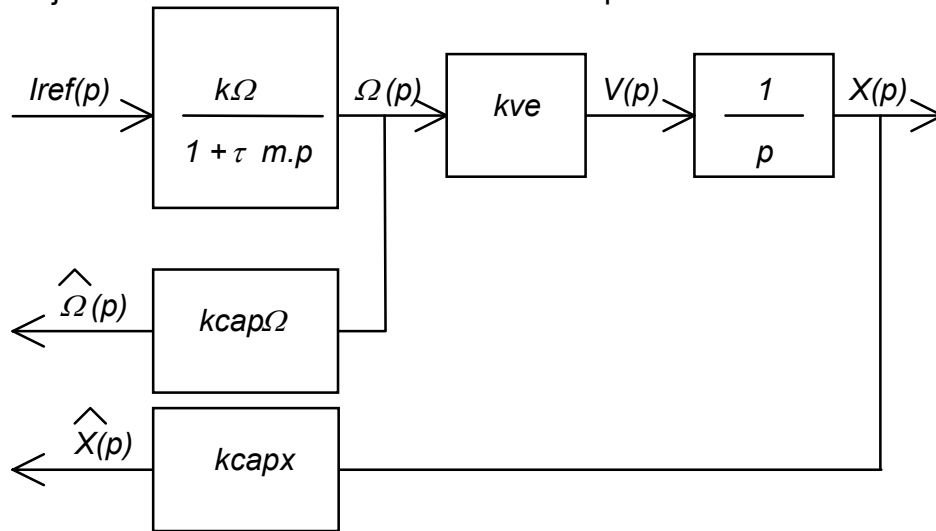 j
p
Iref(p)
kΩ
1 + τ m.p
Ω(p)
kve
V(p)
1
p
X(p)
Ω̂(p)
kcapΩ
X̂(p)
kcapx